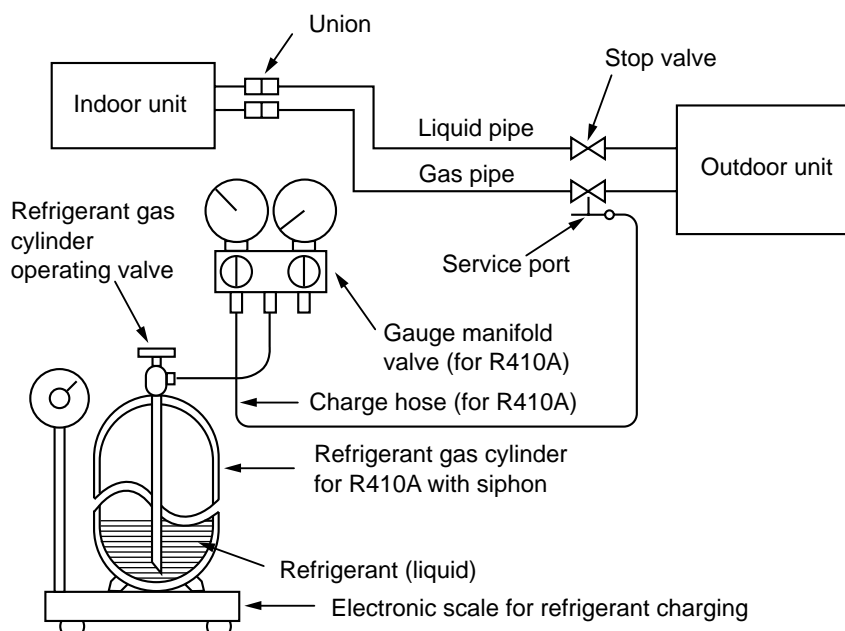 Union
Stop valve
Indoor unit
Liquid pipe
Outdoor unit
Gas pipe
Refrigerant gas
cylinder
operating valve
Service port
Gauge manifold
valve (for R410A)
Charge hose (for R410A)
Refrigerant gas cylinder
for R410A with siphon
Refrigerant (liquid)
Electronic scale for refrigerant charging